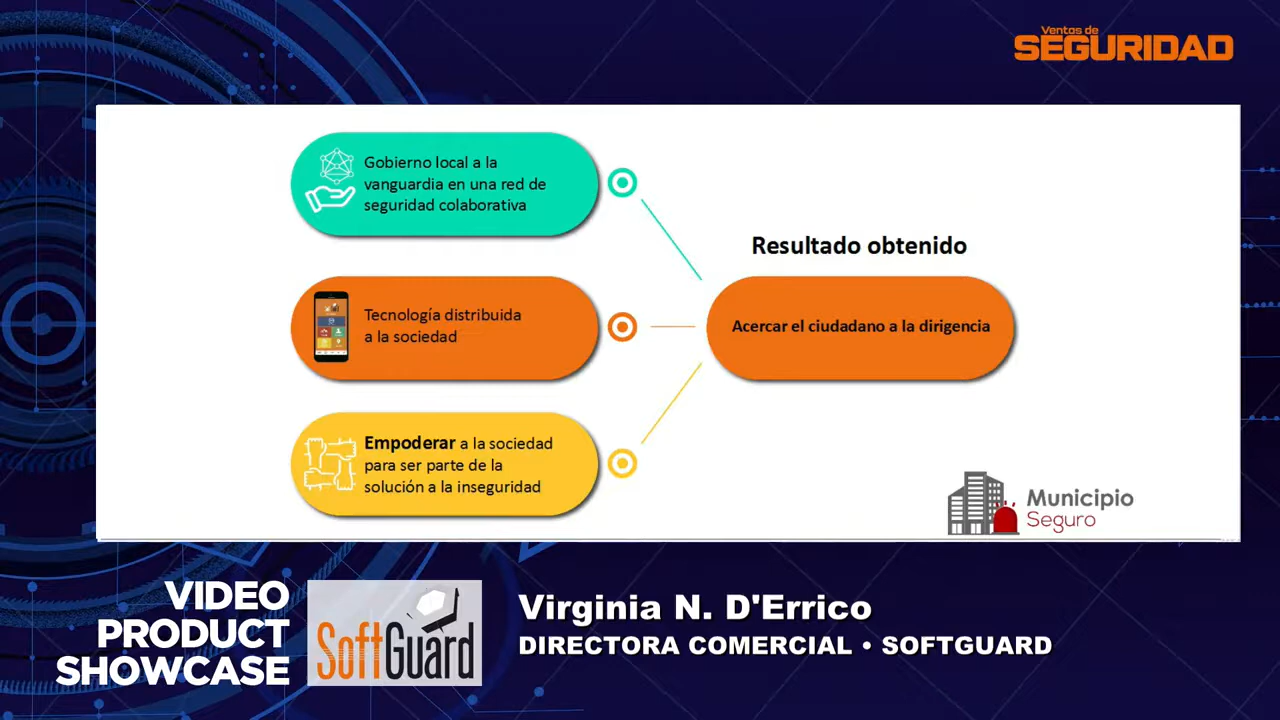 Ventas de
SEGURIDAD
Gobierno local a la
vanguardia en una red de
seguridad colaborativa
Tecnología distribuida
a la sociedad
Empoderar a la sociedad
para ser parte de la
solución a la inseguridad
Resultado obtenido
Acercar el ciudadano a la dirigencia
Municipio
Seguro
VIDEO
PRODUCT
SHOWCASE
SoftGuard
Virginia N. D'Errico
DIRECTORA COMERCIAL • SOFTGUARD